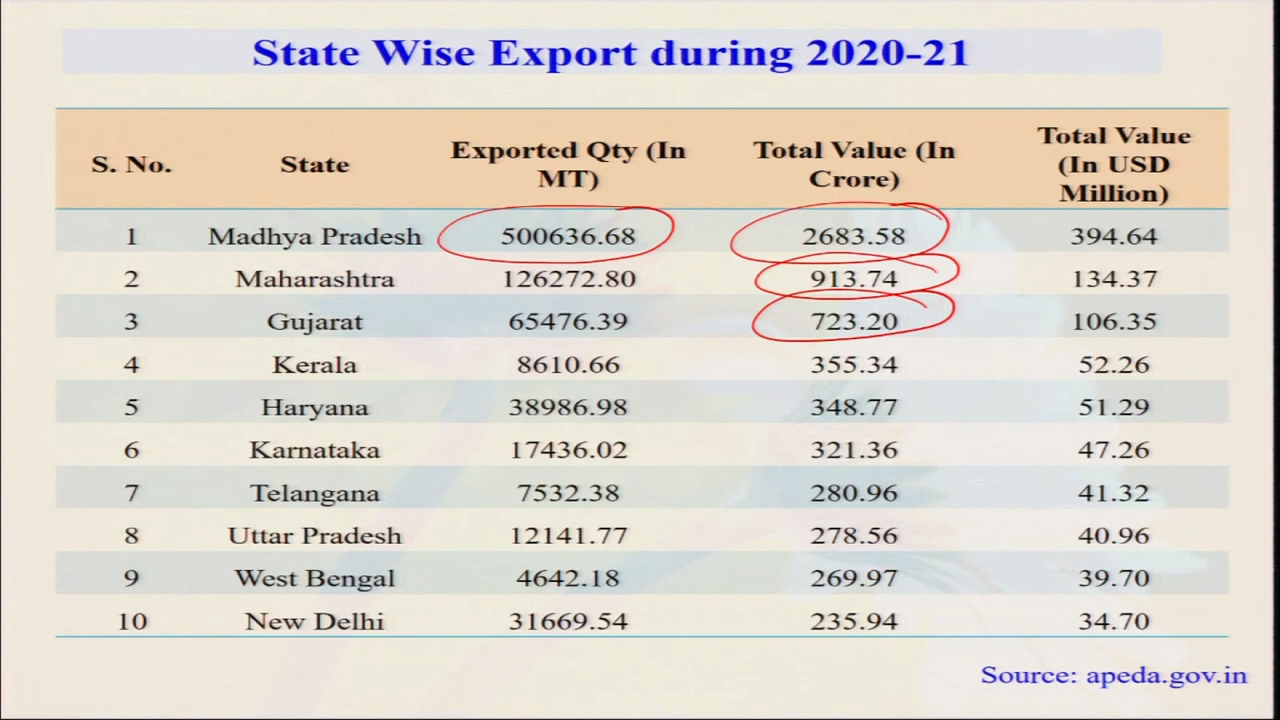 State Wise Export during 2020-21
S. No. State Exported Qty (In MT) Total Value (In Crore) Total Value (In USD Million)
1 Madhya Pradesh 500636.68 2683.58 394.64
2 Maharashtra 126272.80 913.74 134.37
3 Gujarat 65476.39 723.20 106.35
4 Kerala 8610.66 355.34 52.26
5 Haryana 38986.98 348.77 51.29
6 Karnataka 17436.02 321.36 47.26
7 Telangana 7532.38 280.96 41.32
8 Uttar Pradesh 12141.77 278.56 40.96
9 West Bengal 4642.18 269.97 39.70
10 New Delhi 31669.54 235.94 34.70
Source: apeda.gov.in